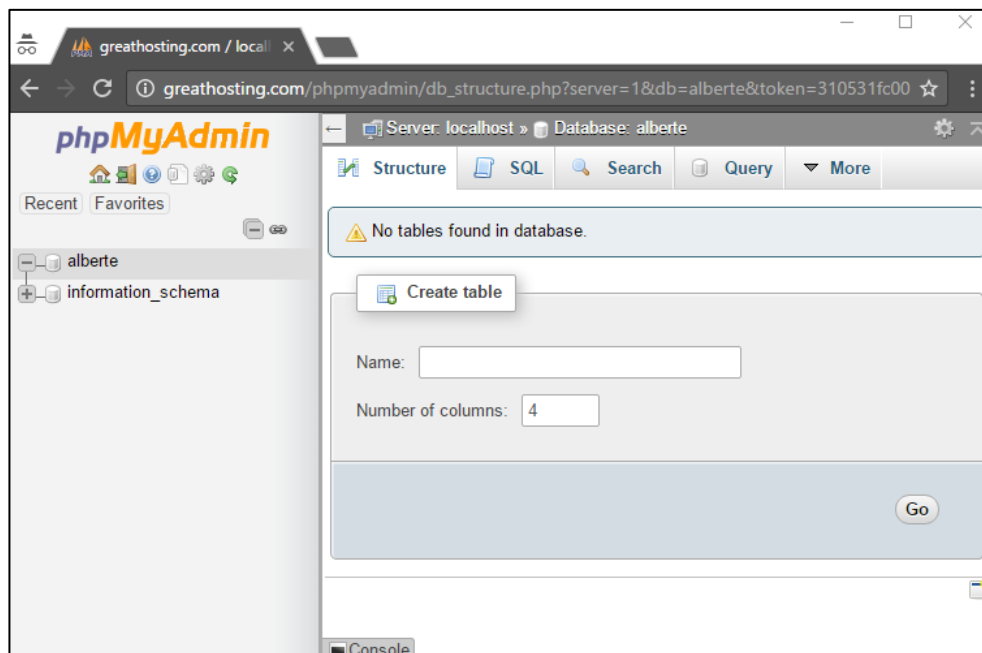 greathosting.com / locall
greathosting.com/phpmyadmin/db_structure.php?server=1&db=alberte&token=310531fc00
phpMyAdmin
Recent Favorites
alberte
information_schema
Server: localhost » Database: alberte
Structure SQL Search Query More
No tables found in database.
Create table
Name:
Number of columns: 4
Go
Console